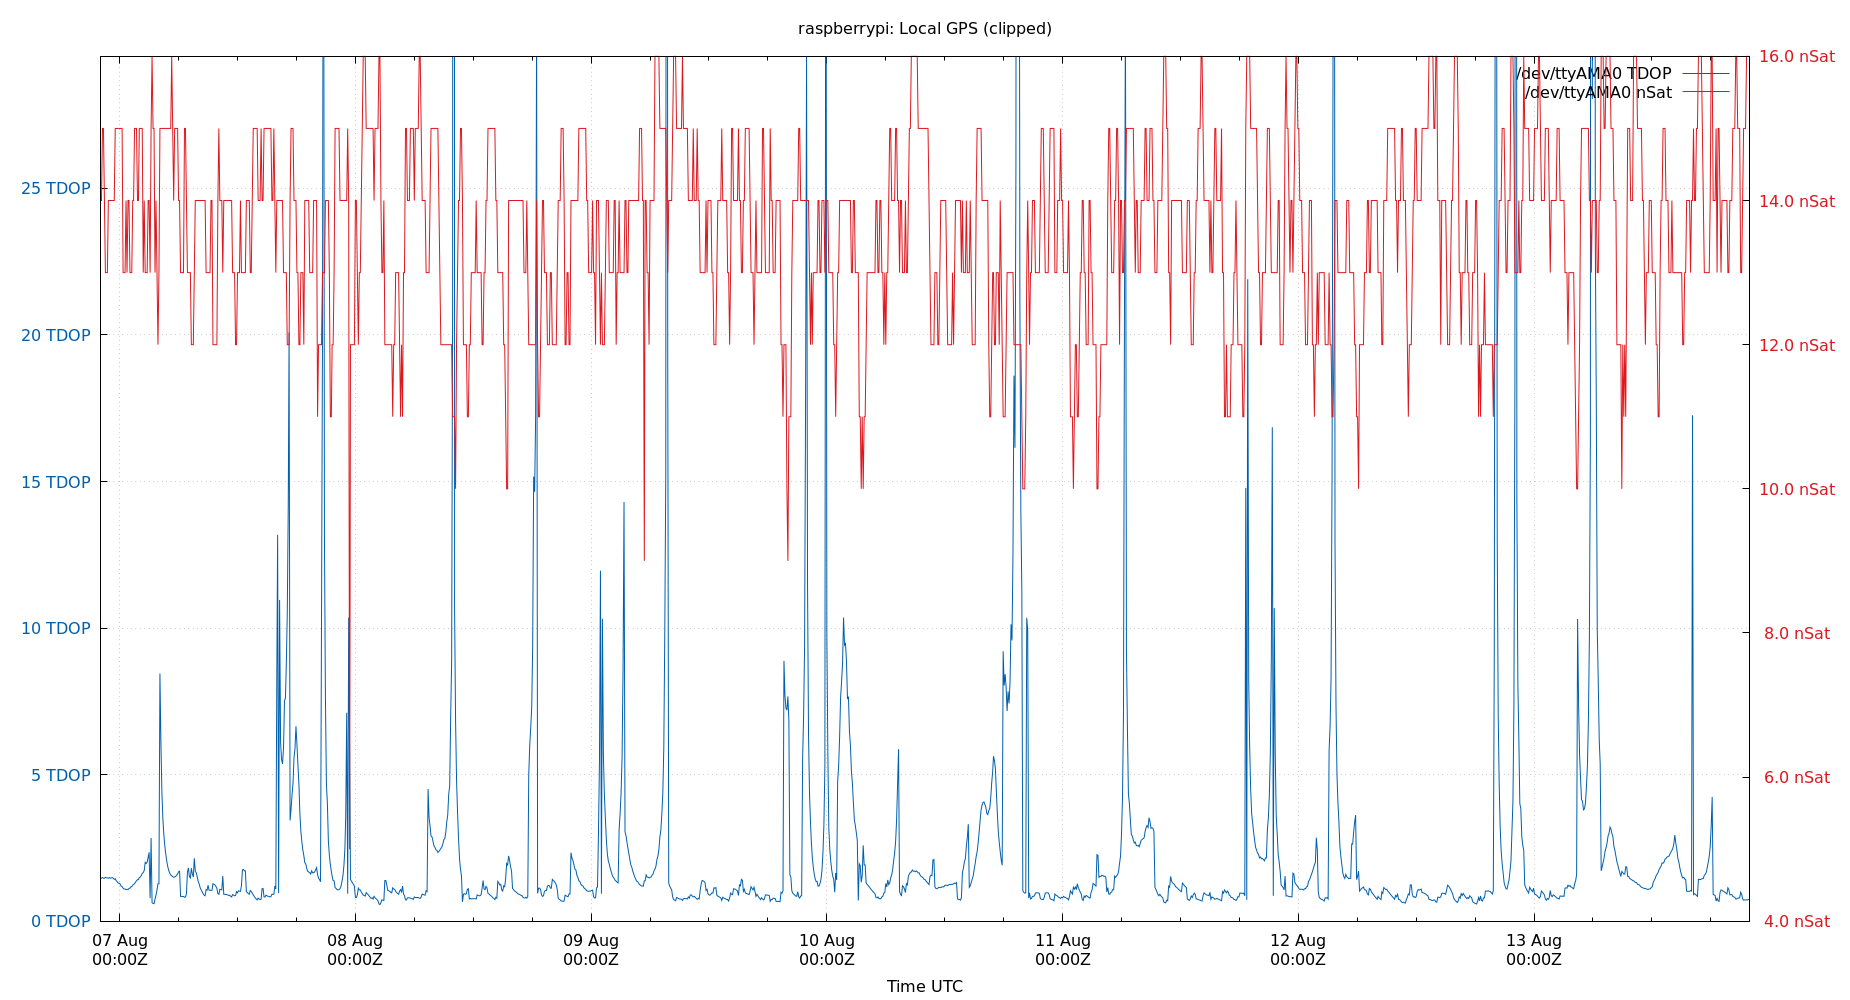 raspberrypi: Local GPS (clipped)
16.0 nSat
/dev/ttyAMA0 TDOP
/dev/ttyAMA0 nSat
25 TDOP
14.0 nSat
20 TDOP
12.0 nSat
15 TDOP
10.0 nSat
10 TDOP
8.0 nSat
5 TDOP
6.0 nSat
0 TDOP
4.0 nSat
07 Aug 08 Aug 09 Aug 10 Aug 11 Aug 12 Aug 13 Aug
00:00Z 00:00Z 00:00Z 00:00Z 00:00Z 00:00Z 00:00Z
Time UTC